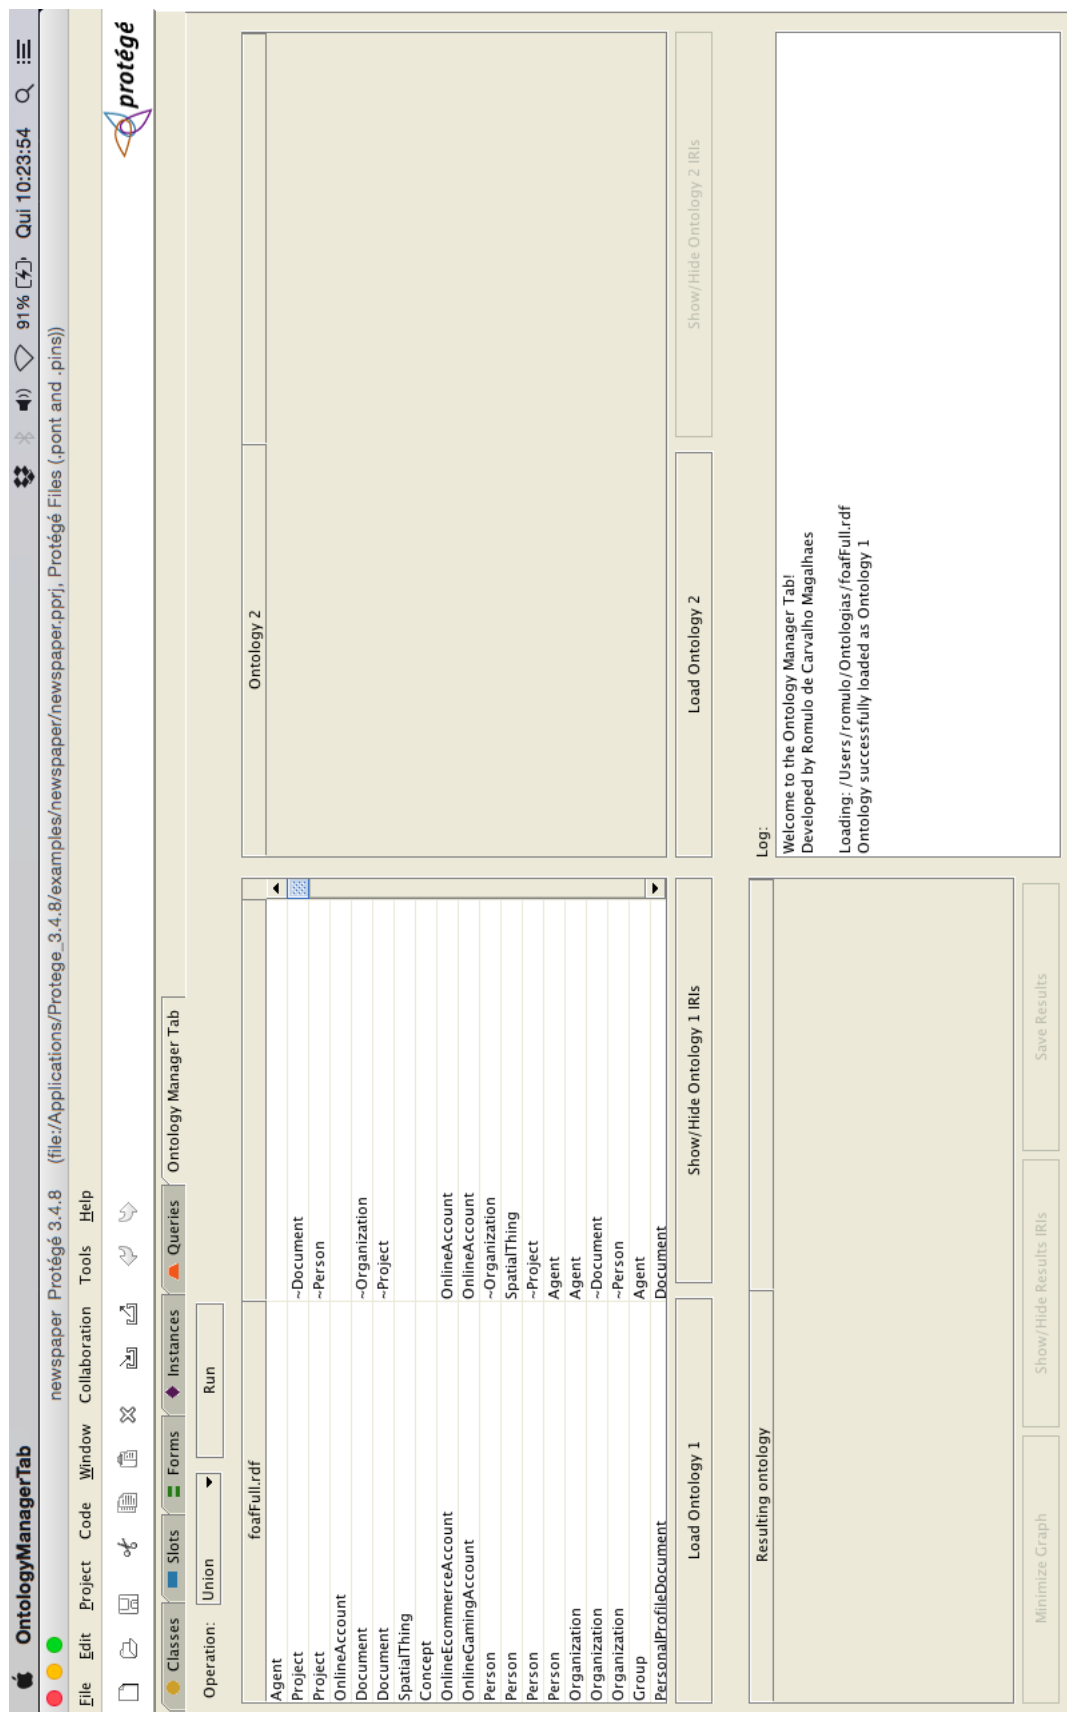 OntologyManagerTab 91% Qui 10:23:54
newspaper Protégé 3.4.8 (file:/Applications/Protege_3.4.8/examples/newspaper/newspaper.pprj, Protégé Files (.pont and .pins))
File Edit Project Code Window Collaboration Tools Help
protégé
Classes Slots Forms Instances Queries Ontology Manager Tab
Operation: Union Run
foafFull.rdf
Agent
Project ~Document
Project ~Person
OnlineAccount
Document ~Organization
Document ~Project
SpatialThing
Concept
OnlineEcommerceAccount OnlineAccount
OnlineGamingAccount OnlineAccount
Person ~Organization
Person SpatialThing
Person ~Project
Person Agent
Organization Agent
Organization ~Document
Organization ~Person
Group Agent
PersonalProfileDocument Document
Load Ontology 1 Show/Hide Ontology 1 IRIs
Ontology 2
Load Ontology 2 Show/Hide Ontology 2 IRIs
Resulting ontology
Minimize Graph Show/Hide Results IRIs Save Results
Log:
Welcome to the Ontology Manager Tab!
Developed by Romulo de Carvalho Magalhaes
Loading: /Users/romulo/Ontologias/foafFull.rdf
Ontology successfully loaded as Ontology 1